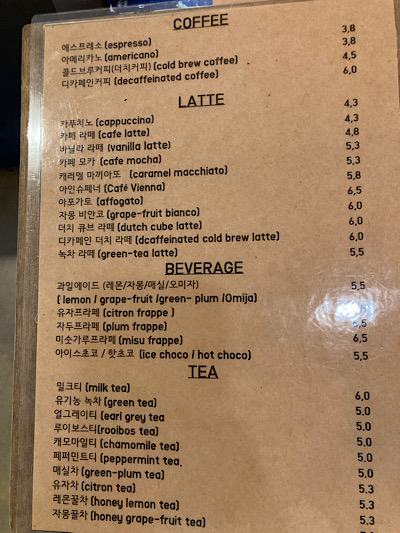 COFFEE
에스프레소 (espresso) 3,8
아메리카노 (americano) 3,8
콜드브루커피(더치커피) (cold brew coffee) 4,5
디카페인커피 (decaffeinated coffee) 6,0
LATTE
카푸치노 (cappuccino) 4,3
카페 라떼 (cafe latte) 4,3
바닐라 라떼 (vanilla latte) 4,8
카페 모카 (cafe mocha) 5,3
캐러멜 마끼아또 (caramel macchiato) 5,3
아인슈페너 (Café Vienna) 5,8
아포가토 (affogato) 6,5
자몽 비안코 (grape-fruit bianco) 6,0
더치 큐브 라떼 (dutch cube latte) 6,0
디카페인 더치 라떼 (dcaffeinated cold brew latte) 6,0
녹차 라떼 (green-tea latte) 5,5
BEVERAGE
과일에이드 (레몬/자몽/매실/오미자) 5,5
( lemon / grape-fruit /green- plum /Omija)
유자프라페 (citron frappe )
자두프라페 (plum frappe)
미숫가루프라페 (misu frappe) 6,5
아이스초코 / 핫초코 (ice choco / hot choco) 5,5
TEA
밀크티 (milk tea) 6,0
유기농 녹차 (green tea) 5.0
얼그레이티 (earl grey tea 5.0
루이보스티(rooibos tea) 5.0
캐모마일티 (chamomile tea) 5.0
페퍼민트티 (peppermint tea, 5.0
매실차 (green-plum tea) 5.3
유자차 (citron tea) 5.3
레몬꿀차 (honey lemon tea) 5.3
자몽꿀차 (honey grape-fruit tea) 5.3